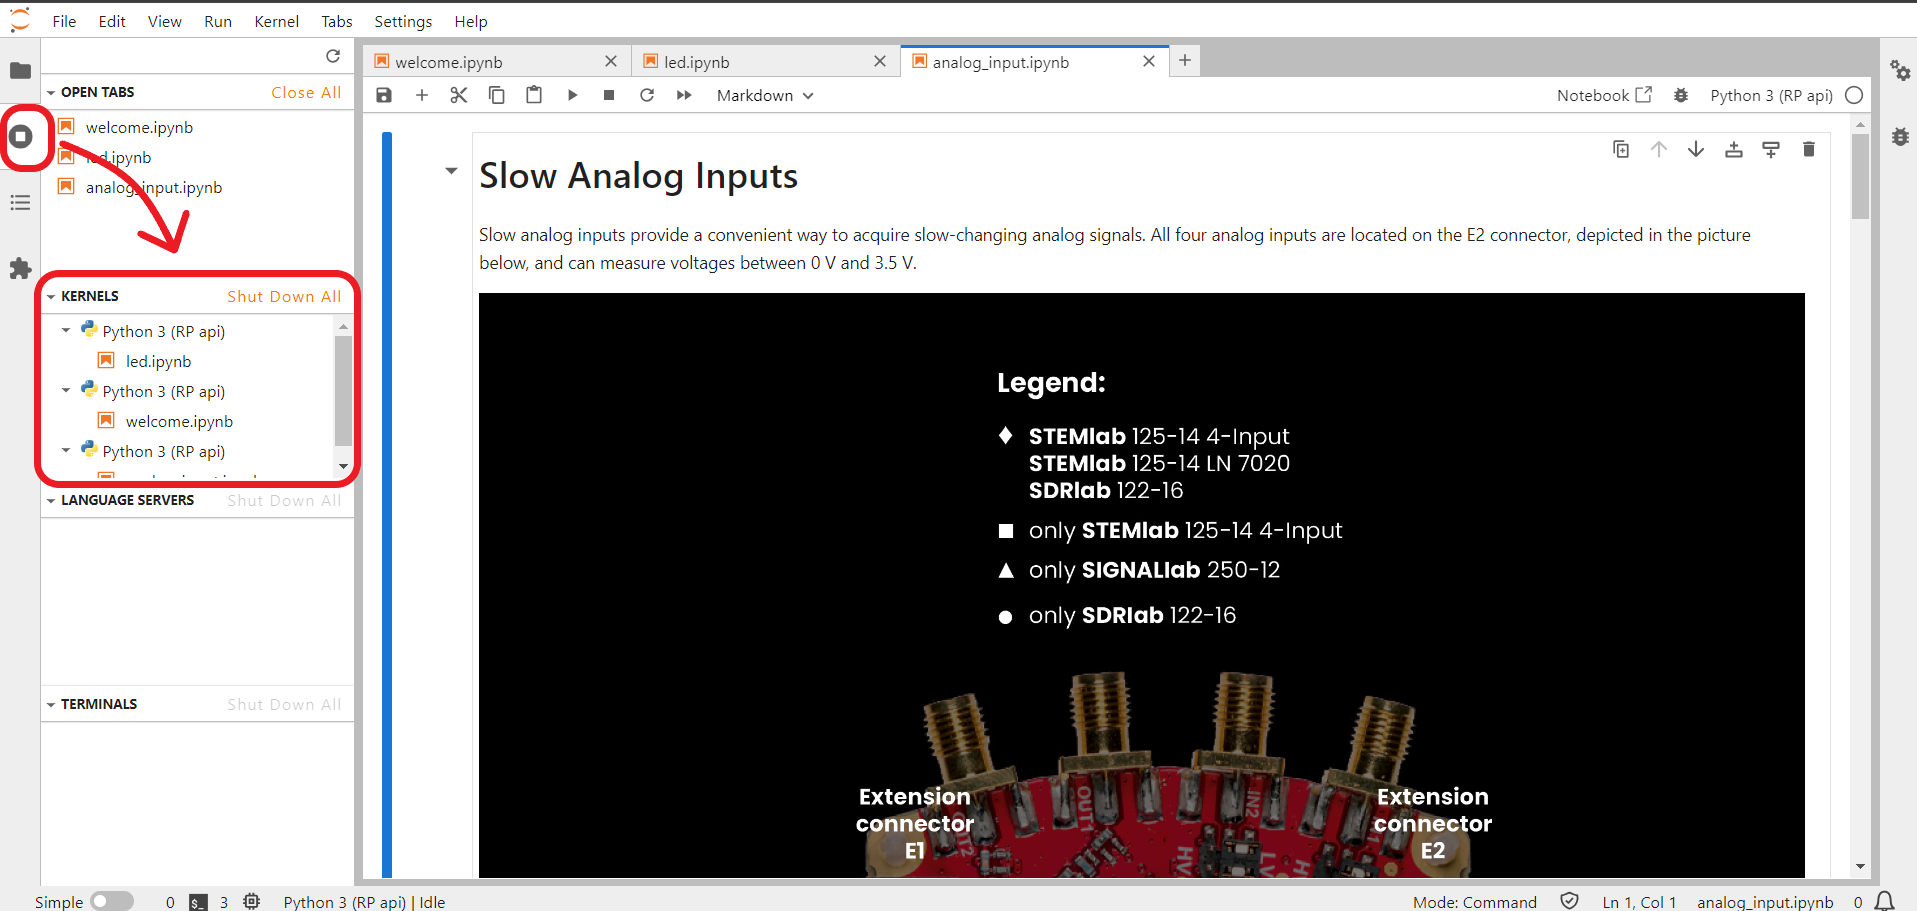 File Edit View Run Kernel Tabs Settings Help
OPEN TABS Close All
welcome.ipynb
led.ipynb
analog_input.ipynb
KERNELS Shut Down All
Python 3 (RP api)
led.ipynb
Python 3 (RP api)
welcome.ipynb
Python 3 (RP api)
LANGUAGE SERVERS Shut Down All
TERMINALS Shut Down All
welcome.ipynb led.ipynb analog_input.ipynb
Markdown Notebook Python 3 (RP api)
Slow Analog Inputs
Slow analog inputs provide a convenient way to acquire slow-changing analog signals. All four analog inputs are located on the E2 connector, depicted in the picture
below, and can measure voltages between 0 V and 3.5 V.
Legend:
STEMlab 125-14 4-Input
STEMlab 125-14 LN 7020
SDRlab 122-16
only STEMlab 125-14 4-Input
only SIGNALlab 250-12
only SDRlab 122-16
OUT2
OUT1
IN2
Extension
connector
E1
Extension
connector
E2
Simple 0 $_ 3 Python 3 (RP api) | Idle Mode: Command Ln 1, Col 1 analog_input.ipynb 0